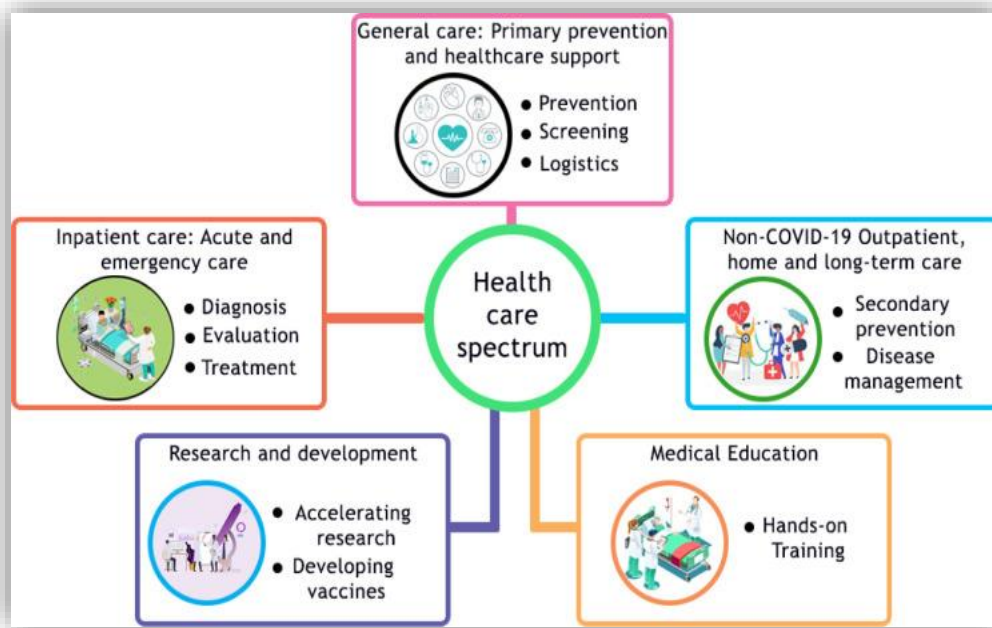 General care: Primary prevention
and healthcare support
● Prevention
● Screening
● Logistics
Inpatient care: Acute and
emergency care
● Diagnosis
● Evaluation
● Treatment
Health
care
spectrum
Non-COVID-19 Outpatient,
home and long-term care
● Secondary
prevention
● Disease
management
Research and development
● Accelerating
research
● Developing
vaccines
Medical Education
● Hands-on
Training